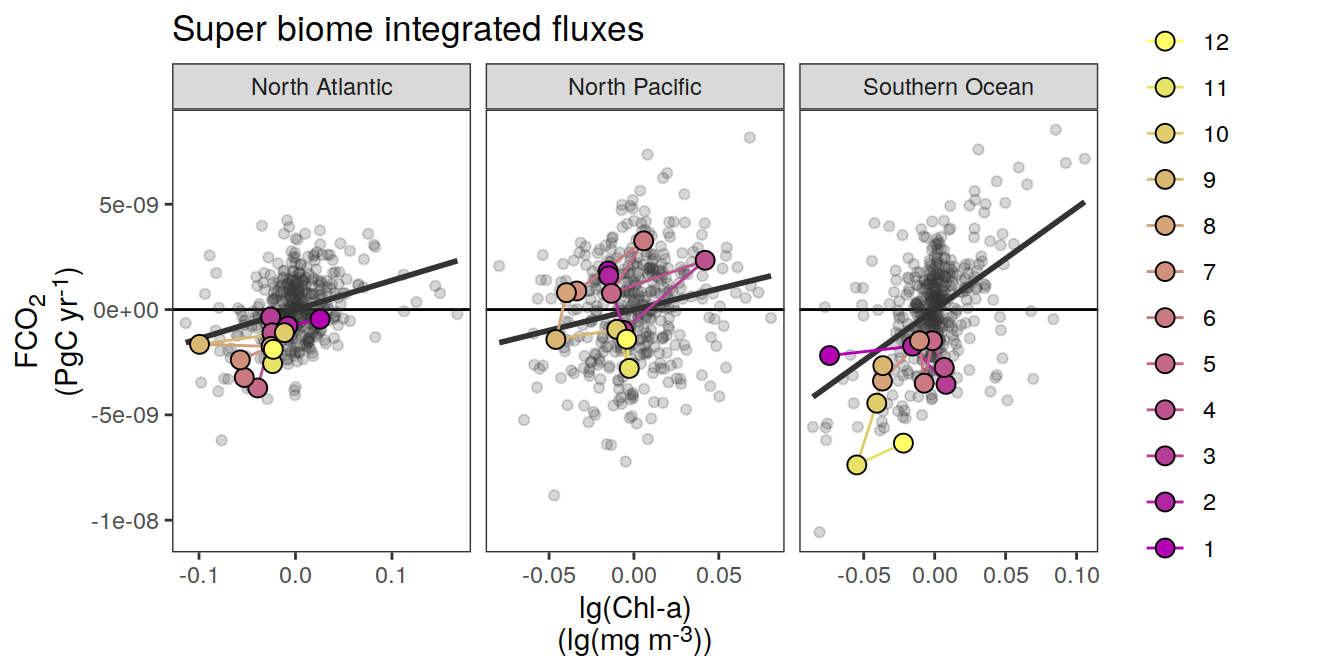 Super biome integrated fluxes
North Atlantic
North Pacific
Southern Ocean
FCO₂
(PgC yr⁻¹)
5e-09
0e+00
-5e-09
-1e-08
-0.1 0.0 0.1
-0.05 0.00 0.05
-0.05 0.00 0.05 0.10
lg(Chl-a)
(lg(mg m⁻³))
12
11
10
9
8
7
6
5
4
3
2
1